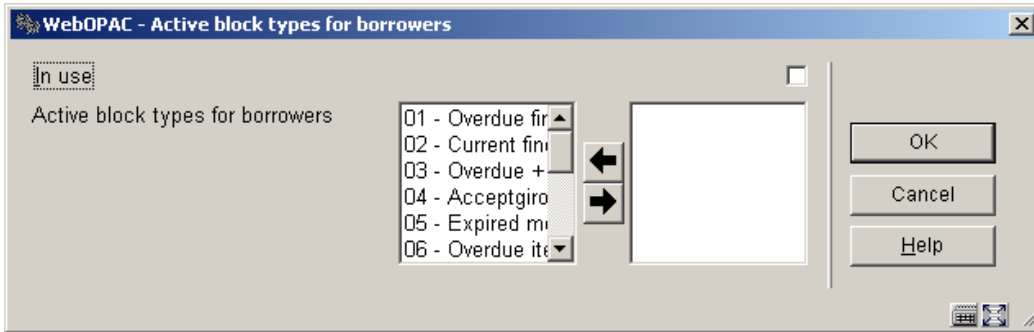 WebOPAC - Active block types for borrowers
In use
Active block types for borrowers
01 - Overdue fin
02 - Current fin
03 - Overdue +
04 - Acceptgiro
05 - Expired m
06 - Overdue ite
OK
Cancel
Help